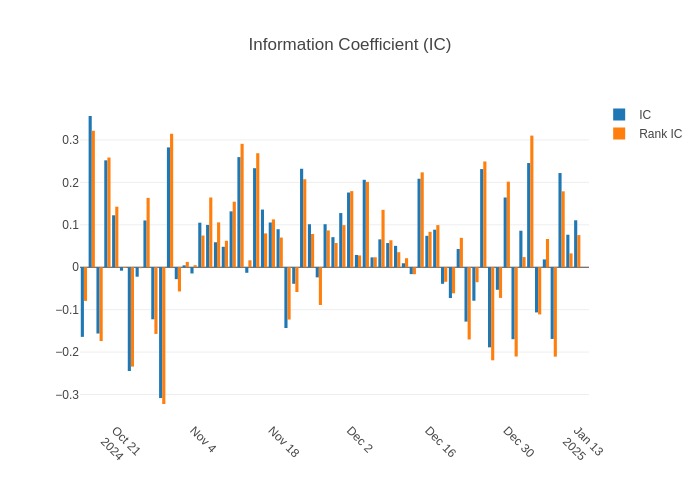 Information Coefficient (IC)
IC
Rank IC
0.3
0.2
0.1
0
−0.1
−0.2
−0.3
Oct 21
2024
Nov 4
Nov 18
Dec 2
Dec 16
Dec 30
Jan 13
2025